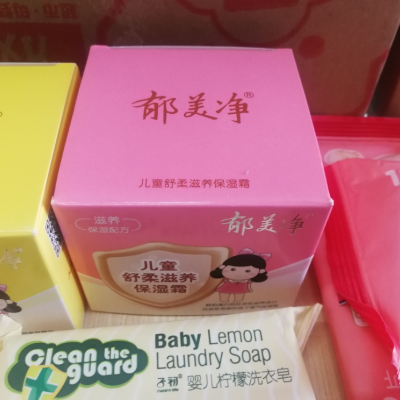 郁美净®
儿童舒柔滋养保湿霜
滋养
保湿配方
郁美净
儿童
舒柔滋养
保湿霜
Clean the
guard
Baby Lemon
Laundry Soap
子初 婴儿柠檬洗衣皂